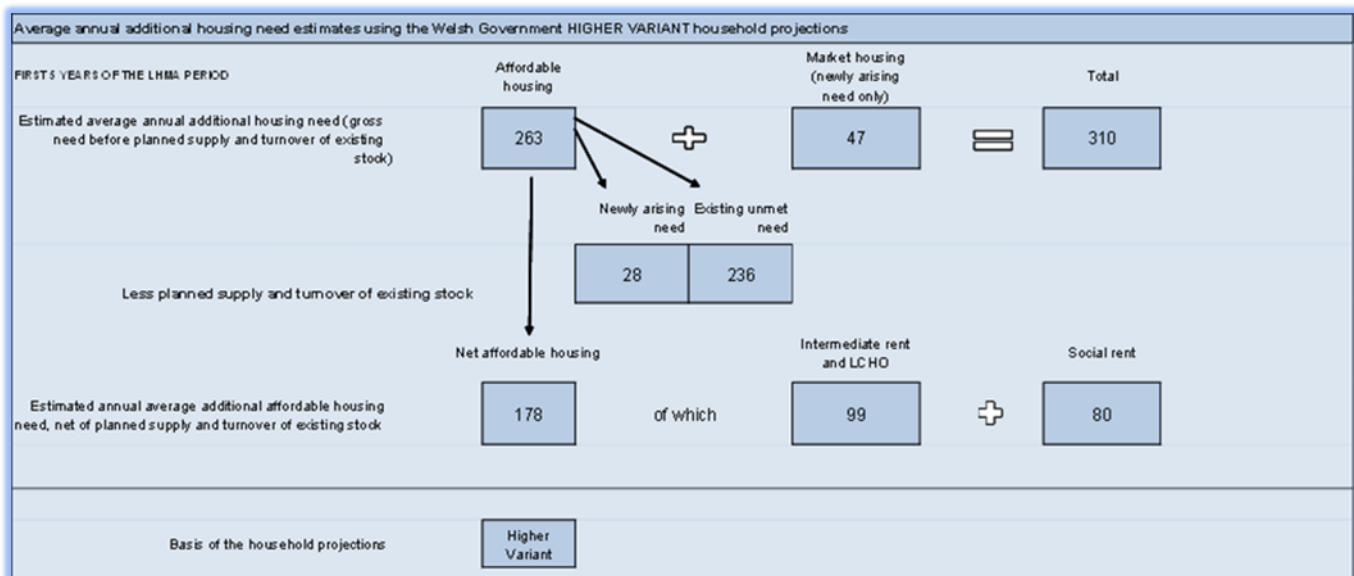 Average annual additional housing need estimates using the Welsh Government HIGHER VARIANT household projections
FIRST 5 YEARS OF THE LHMA PERIOD
Affordable
housing
Market housing
(newly arising
need only)
Total
Estimated average annual additional housing need (gross
need before planned supply and turnover of existing
stock)
263
47
310
Newly arising
need
Existing unmet
need
28
236
Less planned supply and turnover of existing stock
Net affordable housing
Intermediate rent
and LCHO
Social rent
Estimated annual average additional affordable housing
need, net of planned supply and turnover of existing stock
178
of which
99
80
Basis of the household projections
Higher
Variant